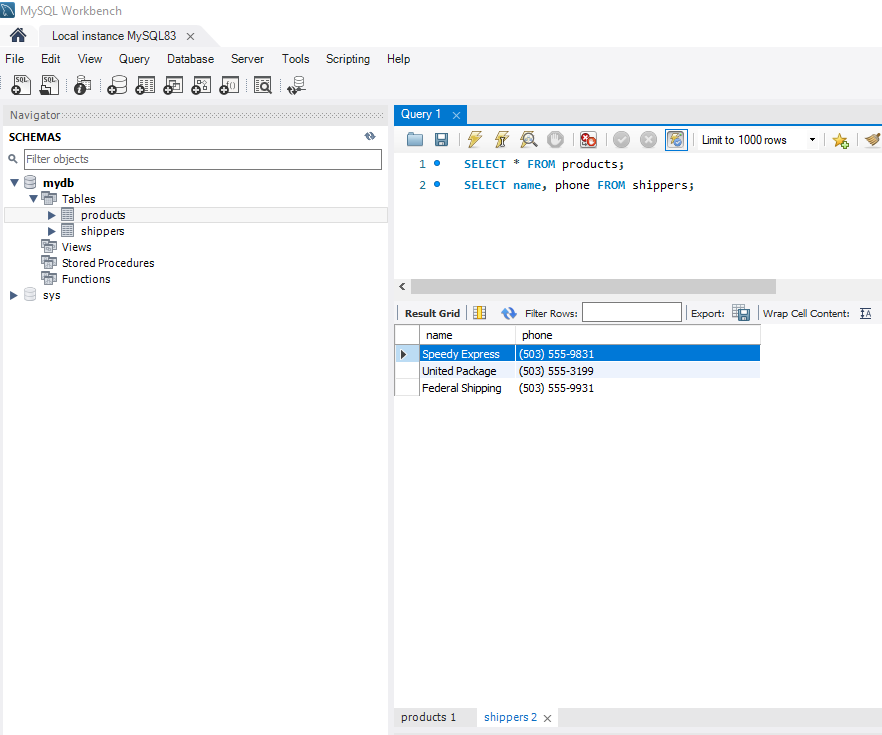 MySQL Workbench
Local instance MySQL83
File Edit View Query Database Server Tools Scripting Help
SQL SQL
Navigator
SCHEMAS
Filter objects
mydb
Tables
products
shippers
Views
Stored Procedures
Functions
sys
Query 1
Limit to 1000 rows
1 SELECT * FROM products;
2 SELECT name, phone FROM shippers;
Result Grid Filter Rows: Export: Wrap Cell Content:
name phone
Speedy Express (503) 555-9831
United Package (503) 555-3199
Federal Shipping (503) 555-9931
products 1 shippers 2